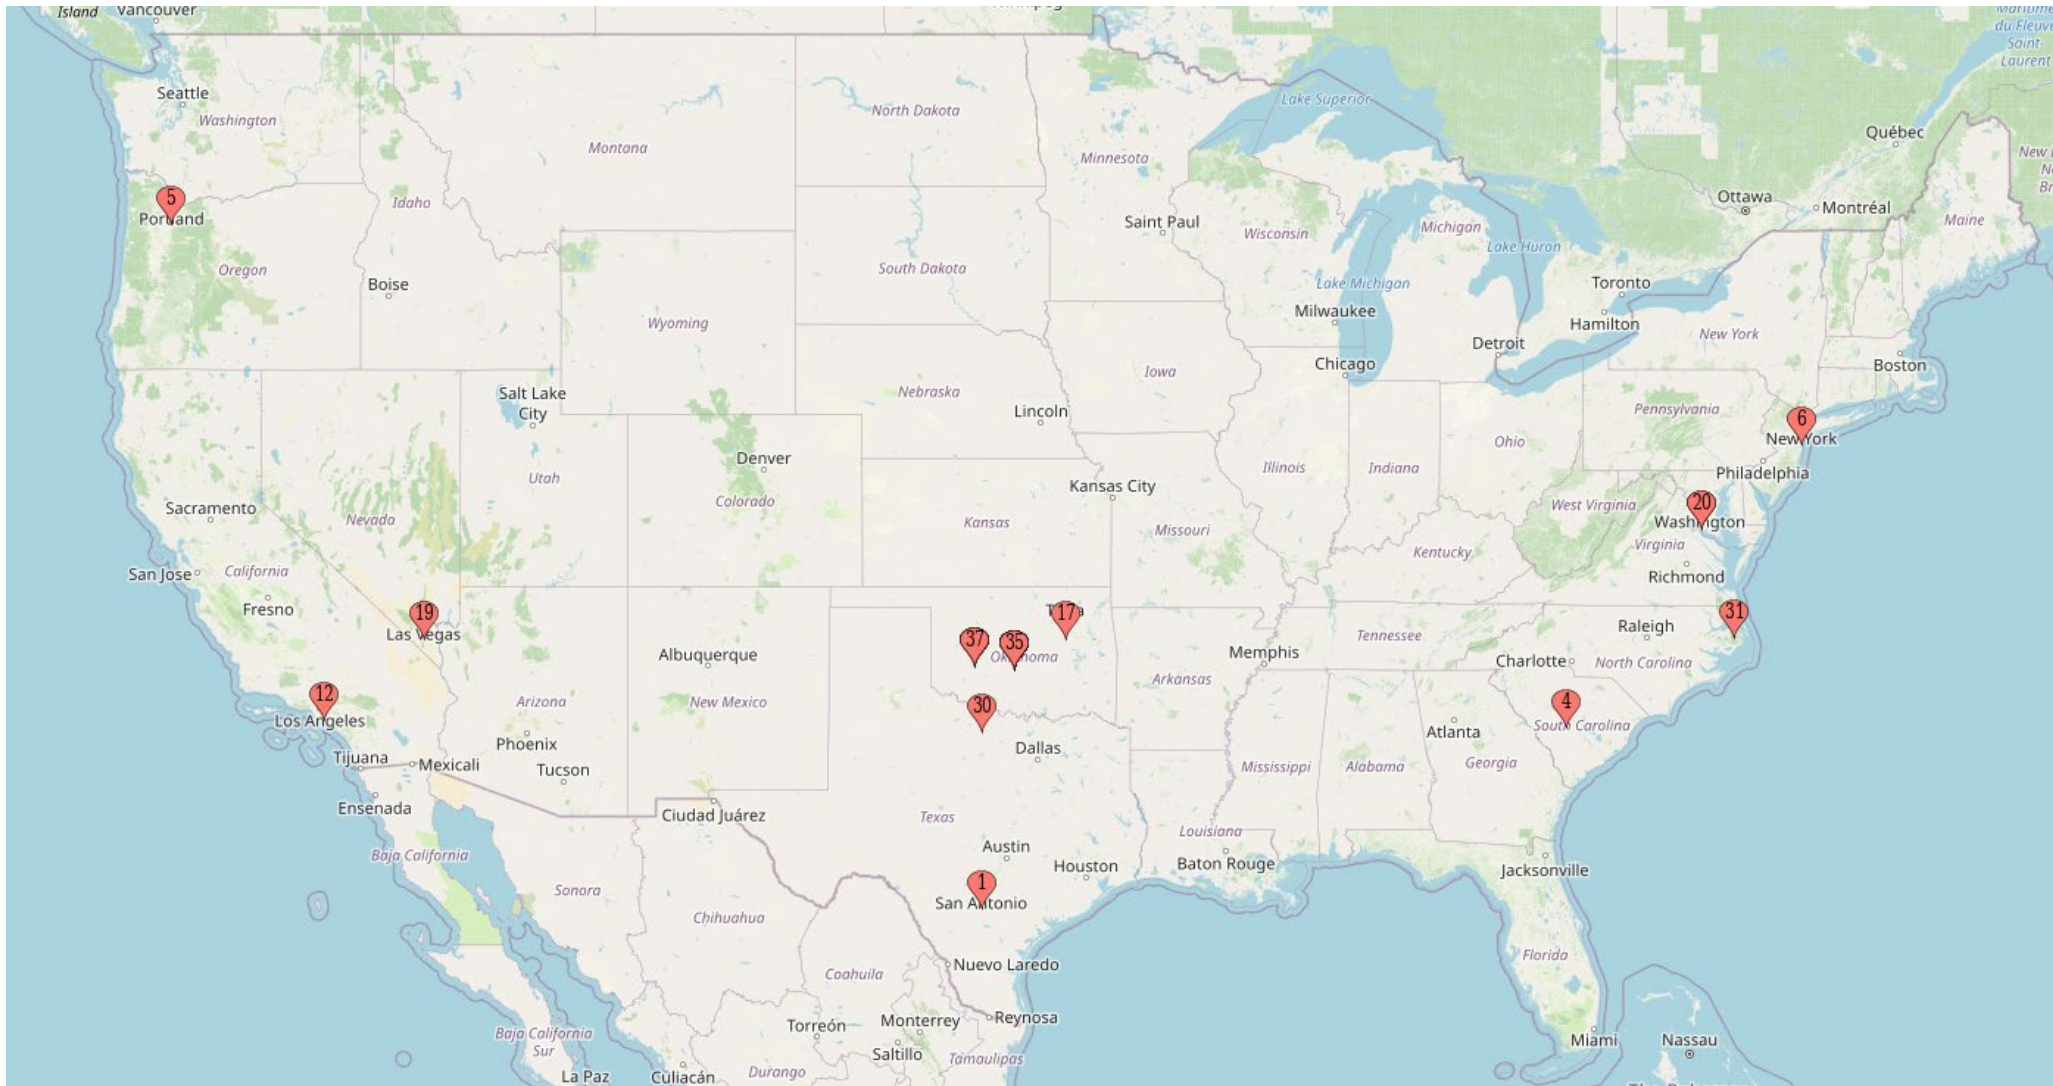 Island
Vancouver
Seattle
Washington
North Dakota
Montana
Minnesota
Lake Superior
Québec
du Fleuve
Saint
Laurent
5
Portland
Idaho
Oregon
Boise
South Dakota
Saint Paul
Wisconsin
Michigan
Lake Huron
Lake Michigan
Ottawa
Montréal
Maine
Toronto
Hamilton
New York
Wyoming
Milwaukee
Detroit
Chicago
Boston
Iowa
Nebraska
Lincoln
Salt Lake
City
Pennsylvania
6
New York
Philadelphia
Ohio
Denver
Utah
Colorado
Kansas City
Illinois
Indiana
20
Washington
West Virginia
Virginia
Richmond
Sacramento
Nevada
Kansas
Missouri
Kentucky
San Jose
California
Fresno
19
Las Vegas
17
31
37
35
Oklahoma
Albuquerque
Memphis
Tennessee
Raleigh
Charlotte
North Carolina
12
Los Angeles
Arizona
New Mexico
30
Arkansas
4
South Carolina
Atlanta
Phoenix
Tucson
Tijuana
Mexicali
Dallas
Mississippi
Alabama
Georgia
Ensenada
Ciudad Juárez
Texas
Louisiana
Baja California
Austin
Houston
Baton Rouge
Jacksonville
1
San Antonio
Sonora
Chihuahua
Florida
Nuevo Laredo
Coahuila
Torreón
Monterrey
Reynosa
Baja California
Sur
Saltillo
Tamaulipas
Miami
Nassau
La Paz
Culiacán
Durango